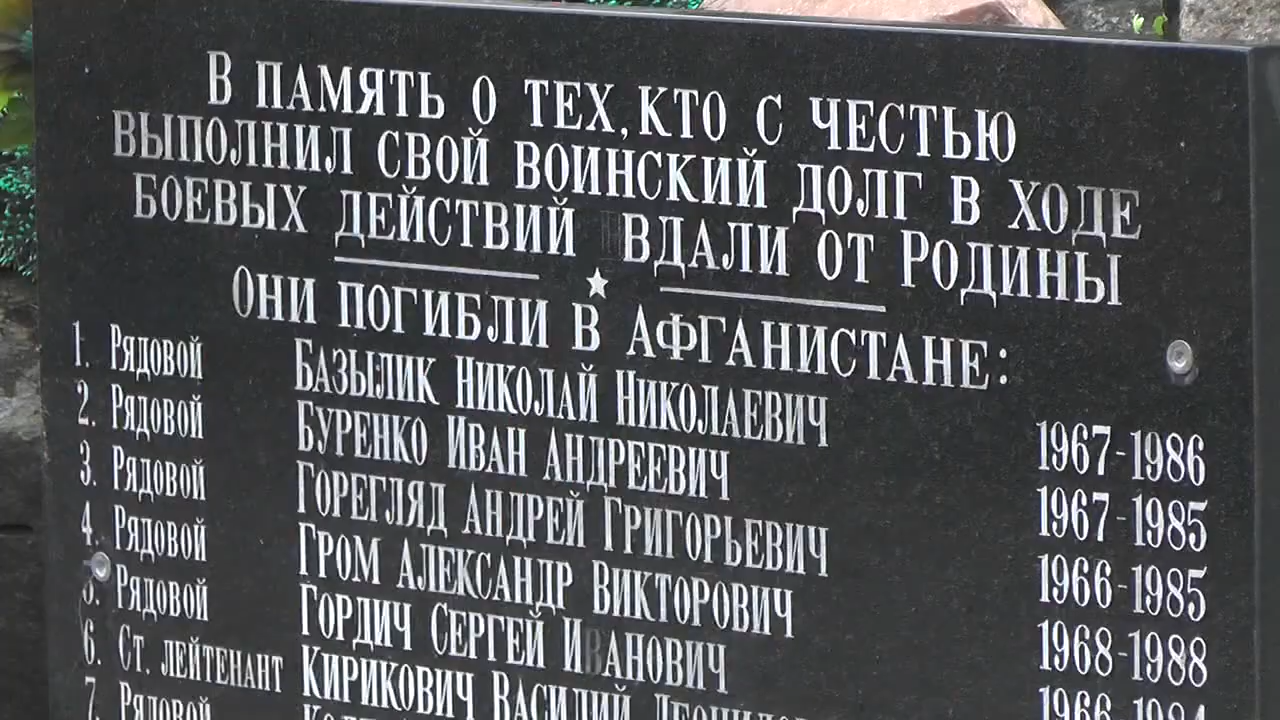 В ПАМЯТЬ О ТЕХ, КТО С ЧЕСТЬЮ
ВЫПОЛНИЛ СВОЙ ВОИНСКИЙ ДОЛГ В ХОДЕ
БОЕВЫХ ДЕЙСТВИЙ ВДАЛИ ОТ РОДИНЫ
ОНИ ПОГИБЛИ В АФГАНИСТАНЕ:
1. РЯДОВОЙ БАЗЫЛИК НИКОЛАЙ НИКОЛАЕВИЧ 1967-1986
2. РЯДОВОЙ БУРЕНКО ИВАН АНДРЕЕВИЧ 1967-1985
3. РЯДОВОЙ ГОРЕГЛЯД АНДРЕЙ ГРИГОРЬЕВИЧ 1966-1985
4. РЯДОВОЙ ГРОМ АЛЕКСАНДР ВИКТОРОВИЧ 1968-1988
5. РЯДОВОЙ ГОРДИЧ СЕРГЕЙ ИВАНОВИЧ 1966-1984
6. СТ. ЛЕЙТЕНАНТ КИРИКОВИЧ ВАСИЛИЙ
7. РЯДОВОЙ